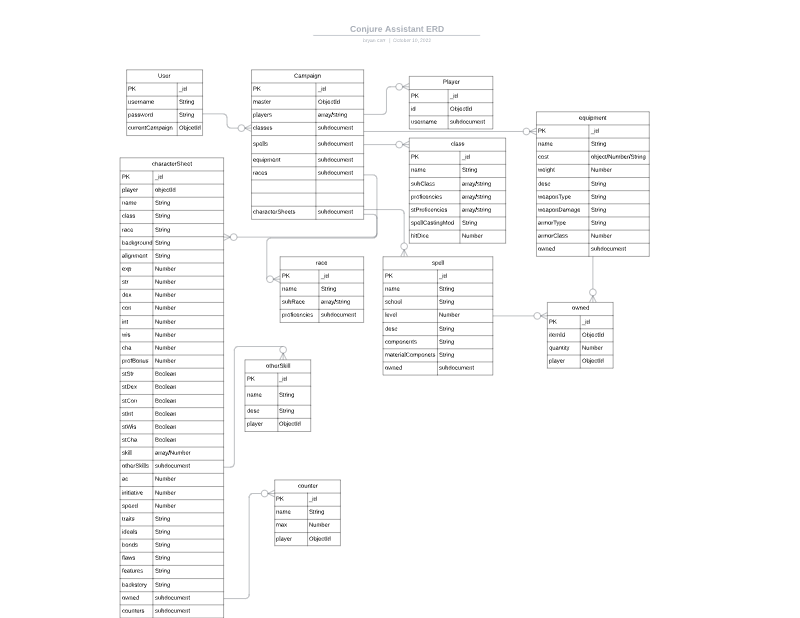 Conjure Assistant ERD
October 10, 2020
User
PK _id
username String
password String
currentCampaign ObjectId
Campaign
PK _id
master ObjectId
players array/String
classes subdocument
spells subdocument
equipment subdocument
races subdocument
characterSheets subdocument
Player
PK _id
id ObjectId
username subdocument
class
PK _id
name String
subClass array/string
proficencies array/string
stProficencies array/string
spellCastingMod String
hitDice Number
equipment
PK _id
name String
cost object/Number/String
weight Number
desc String
weaponType String
weaponDamage String
armorType String
armorClass Number
owned subdocument
characterSheet
PK _id
player objectId
name String
class String
race String
background String
alignment String
exp Number
str Number
dex Number
con Number
int Number
wis Number
cha Number
profBonus Number
stStr Boolean
stDex Boolean
stCon Boolean
stInt Boolean
stWis Boolean
stCha Boolean
skill array/Number
otherSkills subdocument
ac Number
initiative Number
speed Number
traits String
ideals String
bonds String
flaws String
features String
backstory String
owned subdocument
counters subdocument
race
PK _id
name String
subRace array/String
proficencies subdocument
spell
PK _id
name String
school String
level Number
desc String
components String
materialComponets String
owned subdocument
owned
PK _id
itemId ObjectId
quantity Number
player ObjectId
otherSkill
PK _id
name String
desc String
player ObjectId
counter
PK _id
name String
max Number
player ObjectId